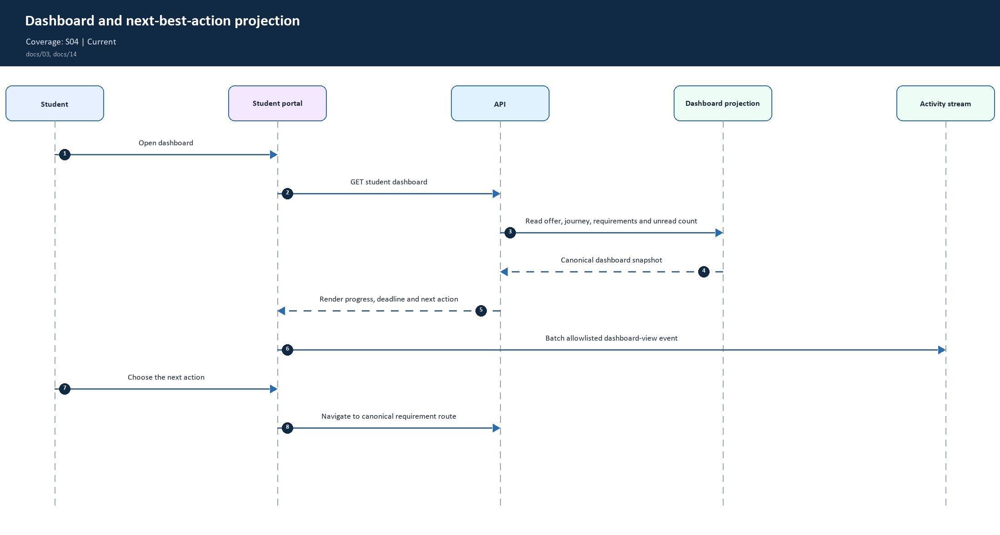 Dashboard and next-best-action projection
Coverage: S04 | Current
docs/03, docs/14
Student
Student portal
API
Dashboard projection
Activity stream
Open dashboard
1
GET student dashboard
2
Read offer, journey, requirements and unread count
3
Canonical dashboard snapshot
4
Render progress, deadline and next action
5
Batch allowlisted dashboard-view event
6
Choose the next action
7
Navigate to canonical requirement route
8